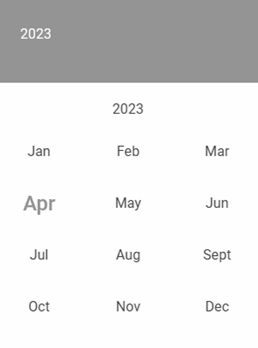 2023
2023
Jan Feb Mar
Apr May Jun
Jul Aug Sept
Oct Nov Dec